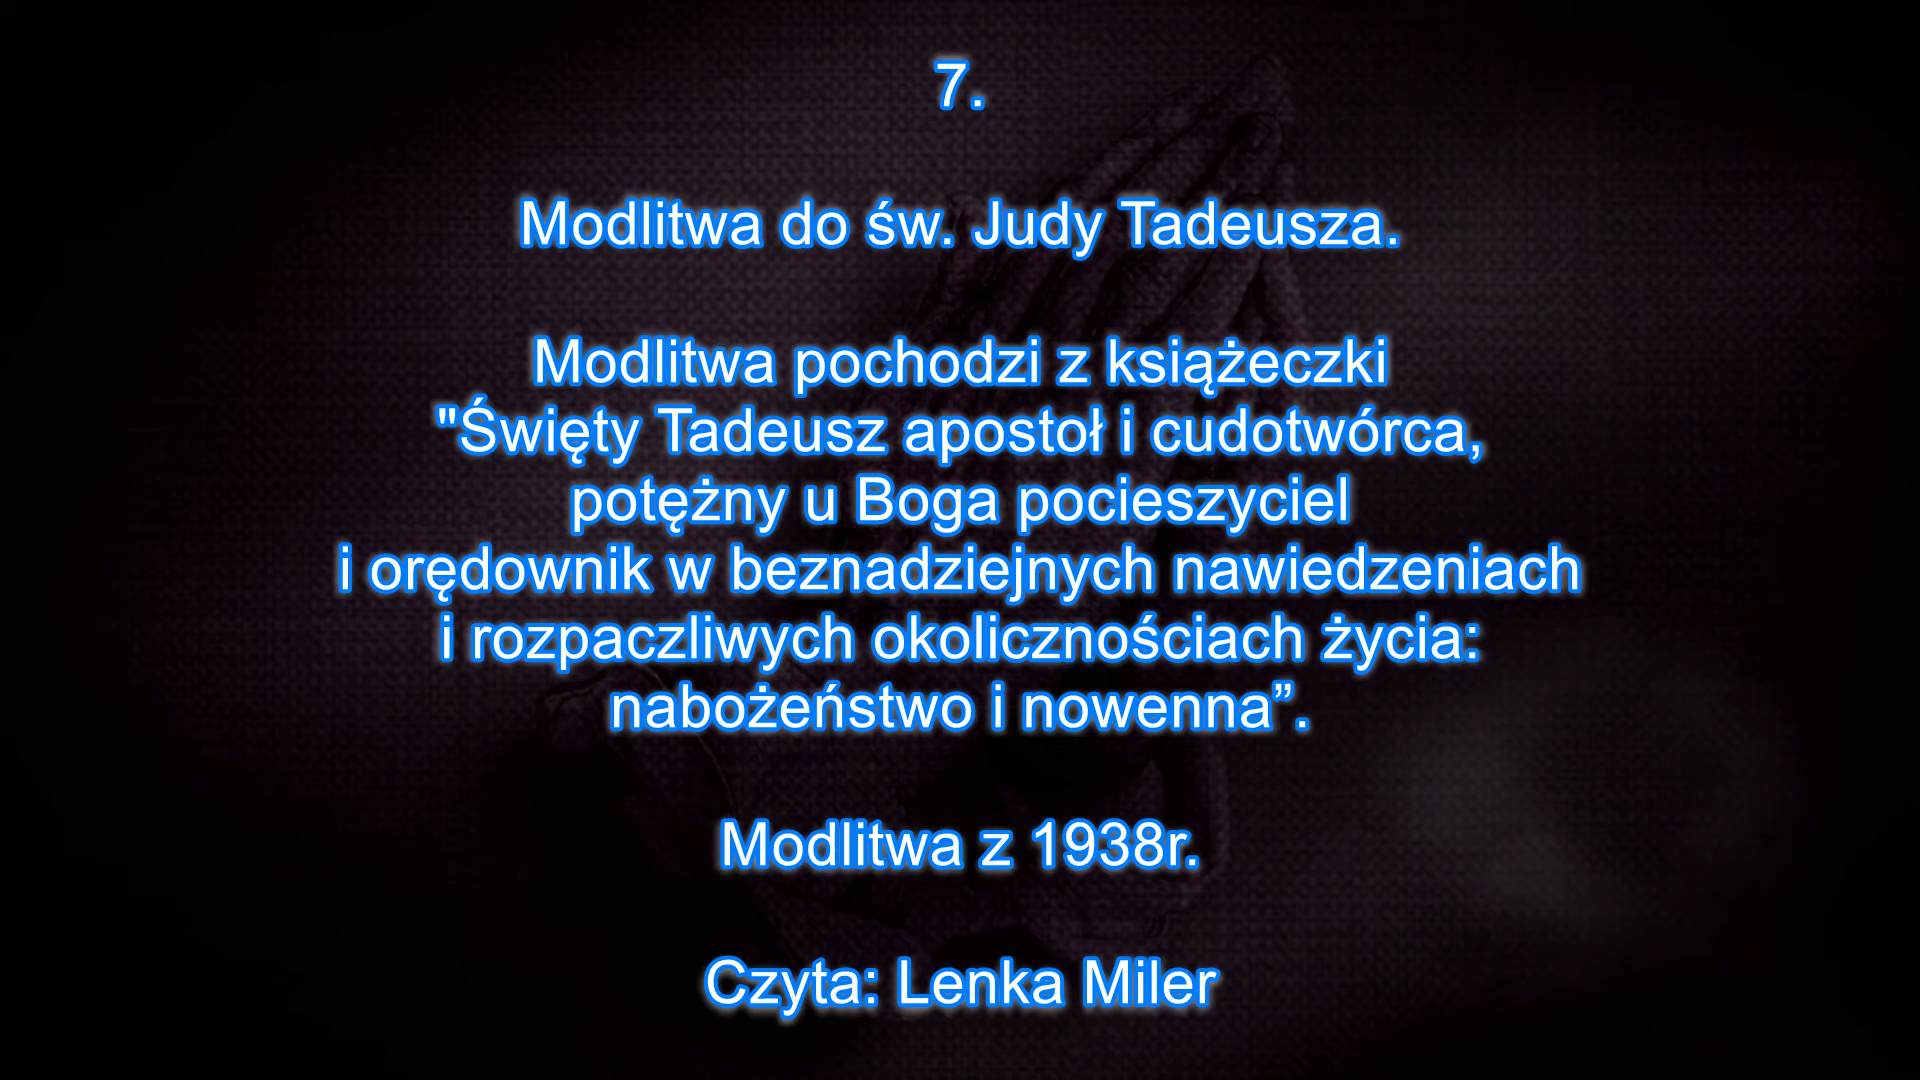 7.
Modlitwa do św. Judy Tadeusza.
Modlitwa pochodzi z książeczki
"Święty Tadeusz apostoł i cudotwórca,
potężny u Boga pocieszyciel
i orędownik w beznadziejnych nawiedzeniach
i rozpaczliwych okolicznościach życia:
nabożeństwo i nowenna”.
Modlitwa z 1938r.
Czyta: Lenka Miler